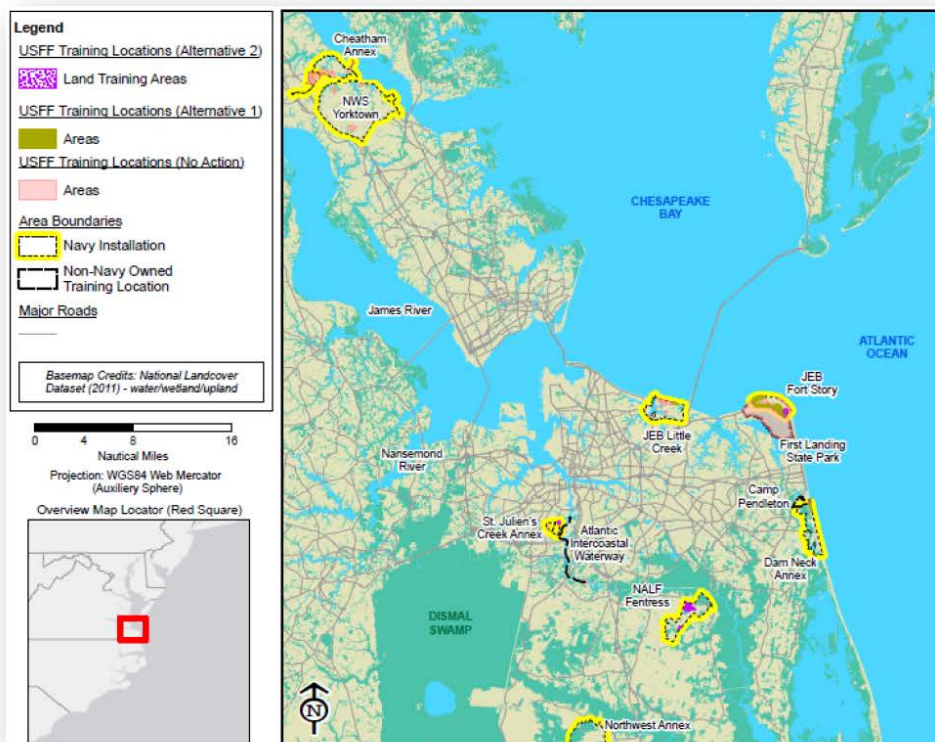 Legend
USFF Training Locations (Alternative 2)
Land Training Areas
USFF Training Locations (Alternative 1)
Areas
USFF Training Locations (No Action)
Areas
Area Boundaries
Navy Installation
Non-Navy Owned
Training Location
Major Roads
Basemap Credits: National Landcover
Dataset (2011) - water/wetland/upland
0 4 8 16
Nautical Miles
Projection: WGS84 Web Mercator
(Auxiliery Sphere)
Overview Map Locator (Red Square)
Cheatham
Annex
NWS
Yorktown
CHESAPEAKE
BAY
James River
ATLANTIC
OCEAN
JEB
Fort Story
JEB Little
Creek
First Landing
State Park
Nansemond
River
Camp
Pendleton
St. Julien's
Creek Annex
Atlantic
Intercoastal
Waterway
Dam Neck
Annex
NALF
Fentress
DISMAL
SWAMP
N
Northwest Annex